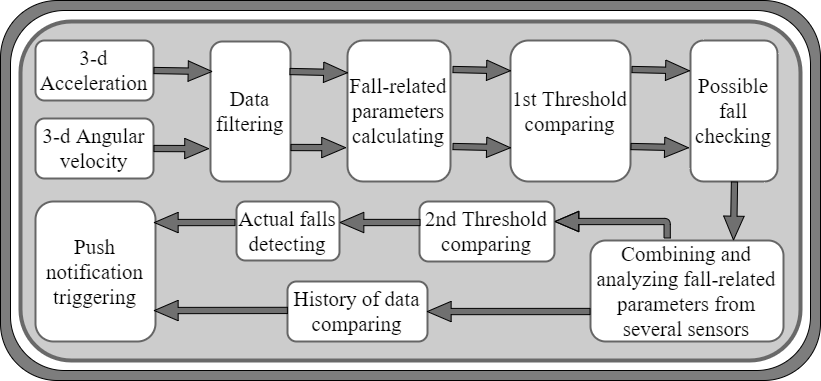 3-d
Acceleration
3-d Angular
velocity
Data
filtering
Fall-related
parameters
calculating
1st Threshold
comparing
Possible
fall
checking
Combining and
analyzing fall-related
parameters from
several sensors
2nd Threshold
comparing
Actual falls
detecting
History of data
comparing
Push
notification
triggering